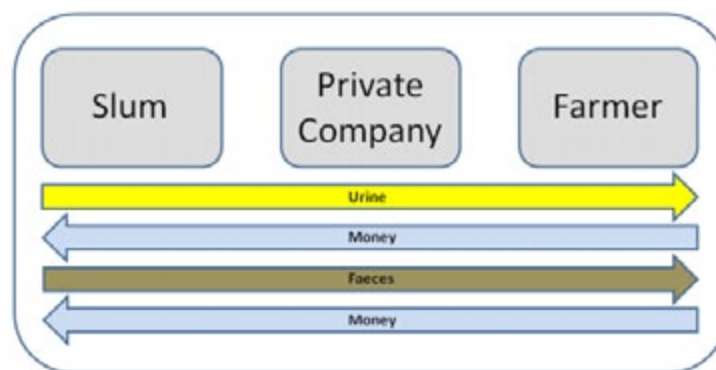 Slum
Private
Company
Farmer
Urine
Money
Faeces
Money